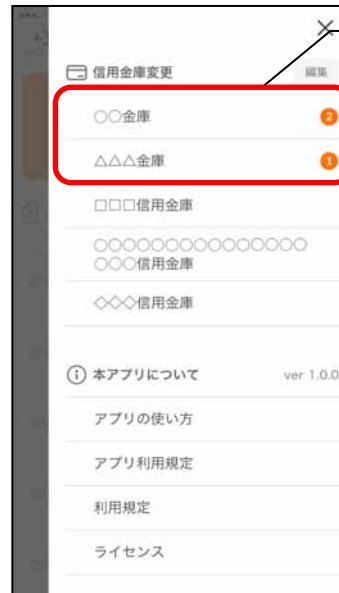 信用金庫変更 編集
○○金庫 2
△△△金庫 1
□□□信用金庫
○○○○○○○○○○○○○○○
○○○信用金庫
◇◇◇信用金庫
本アプリについて ver 1.0.0
アプリの使い方
アプリ利用規定
利用規定
ライセンス